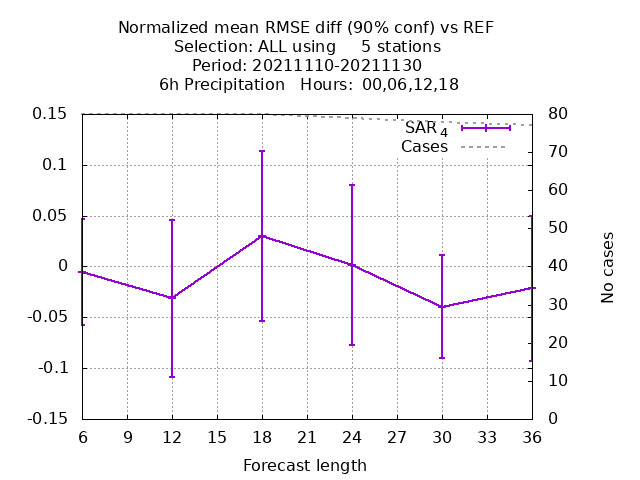 Normalized mean RMSE diff (90% conf) vs REF
Selection: ALL using     5 stations
Period: 20211110-20211130
6h Precipitation   Hours:  00,06,12,18
0.15
0.1
0.05
0
-0.05
-0.1
-0.15
SAR 4
Cases
80
70
60
50
40
30
20
10
0
No cases
6 9 12 15 18 21 24 27 30 33 36
Forecast length